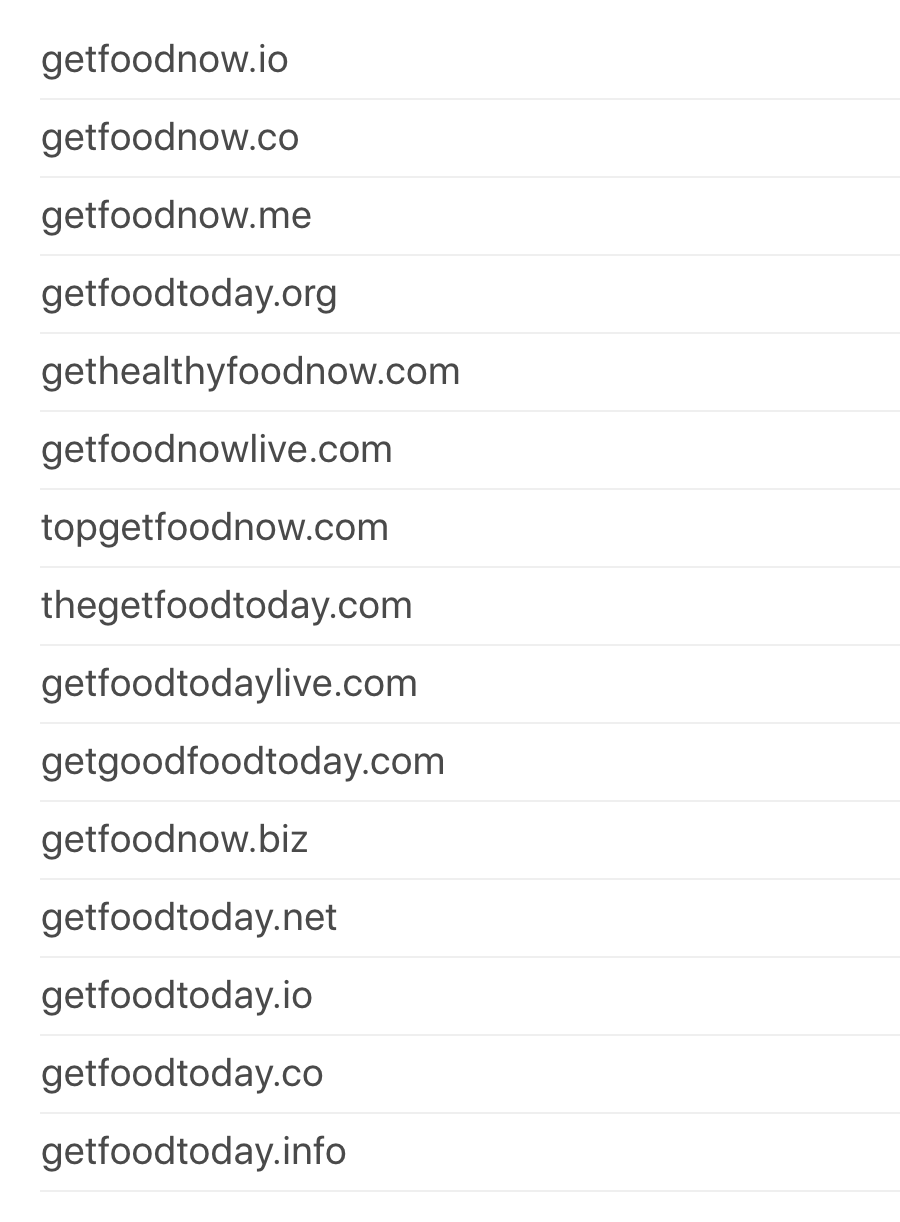 getfoodnow.io
getfoodnow.co
getfoodnow.me
getfoodtoday.org
gethealthyfoodnow.com
getfoodnowlive.com
topgetfoodnow.com
thegetfoodtoday.com
getfoodtodaylive.com
getgoodfoodtoday.com
getfoodnow.biz
getfoodtoday.net
getfoodtoday.io
getfoodtoday.co
getfoodtoday.info